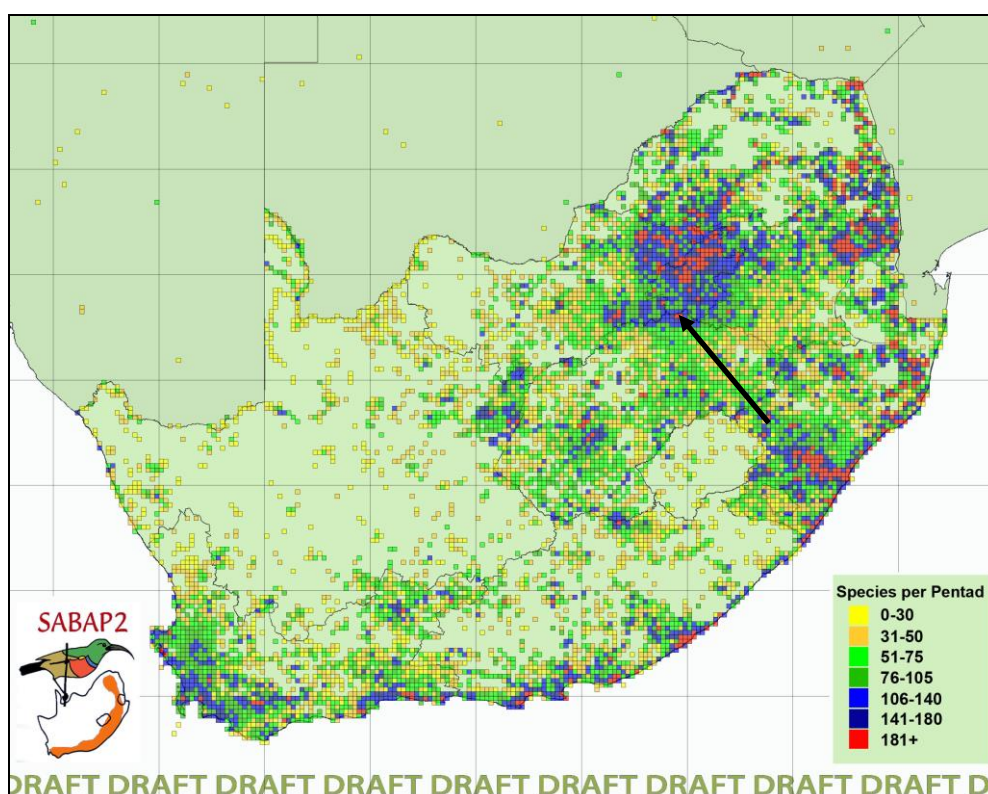 Species per Pentad
0-30
31-50
51-75
76-105
106-140
141-180
181+
SABAP2
DRAFT DRAFT DRAFT DRAFT DRAFT DRAFT DRAFT DRAFT DRAFT D